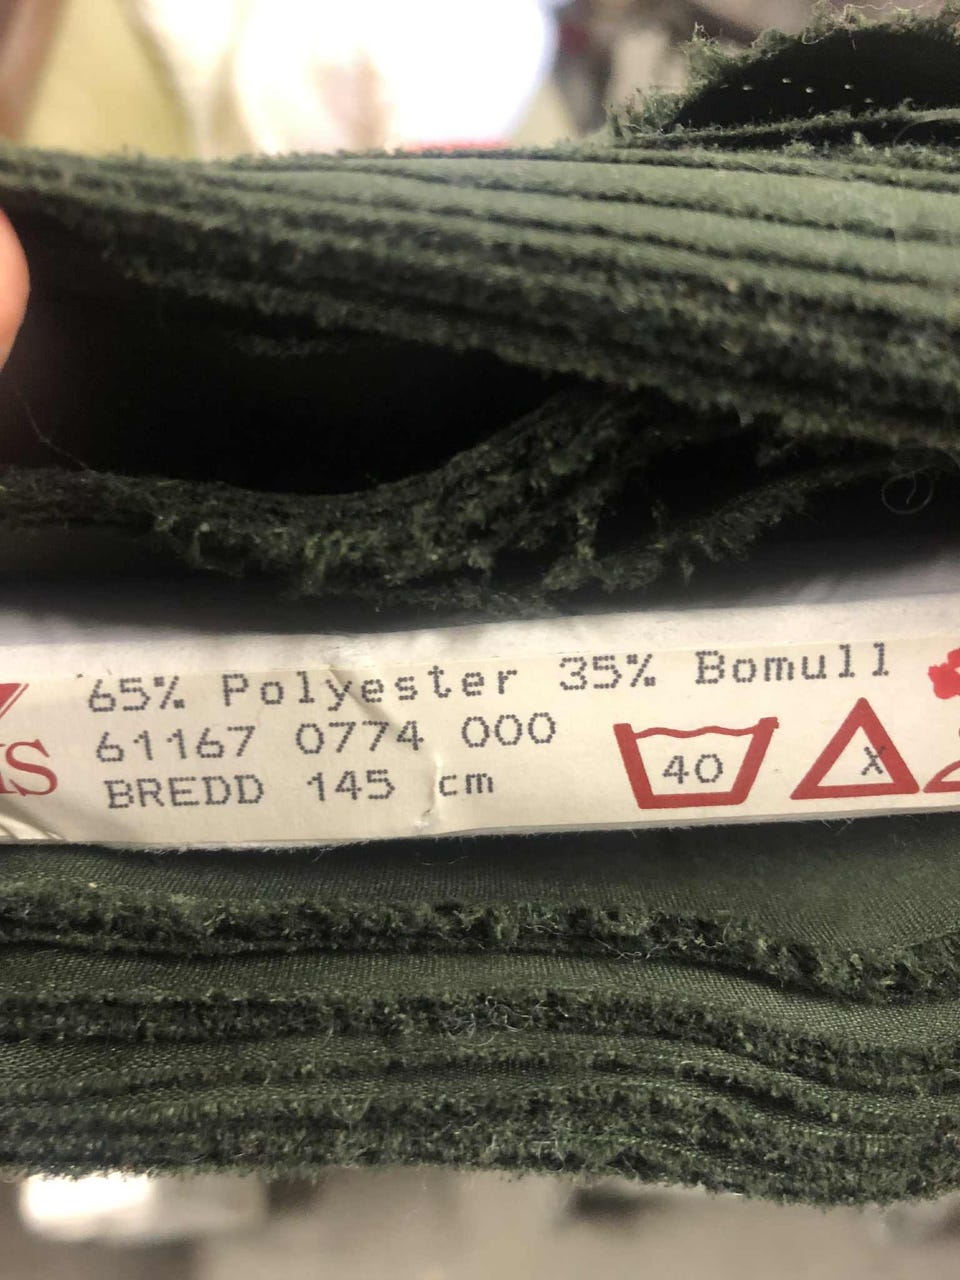 65% Polyester 35% Bomull
61167 0774 000
BREDD 145 cm
40
X